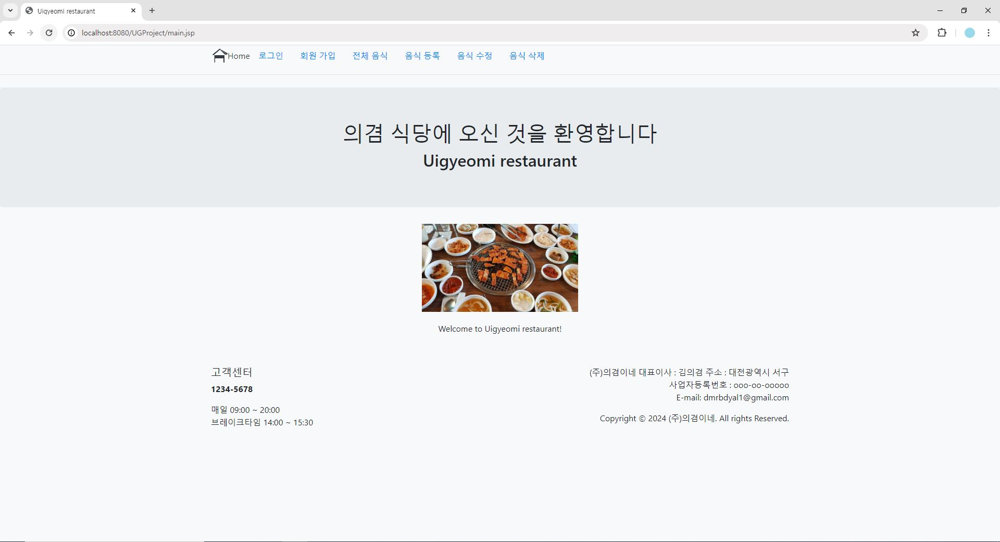 Uigyeomi restaurant
localhost:8080/UGProject/main.jsp
Home 로그인 회원 가입 전체 음식 음식 등록 음식 수정 음식 삭제
의겸 식당에 오신 것을 환영합니다
Uigyeomi restaurant
Welcome to Uigyeomi restaurant!
고객센터
1234-5678
매일 09:00 ~ 20:00
브레이크타임 14:00 ~ 15:30
(주)의겸이네 대표이사 : 김의겸 주소 : 대전광역시 서구
사업자등록번호 : ooo-oo-ooooo
E-mail: dmrbdyal1@gmail.com
Copyright © 2024 (주)의겸이네. All rights Reserved.